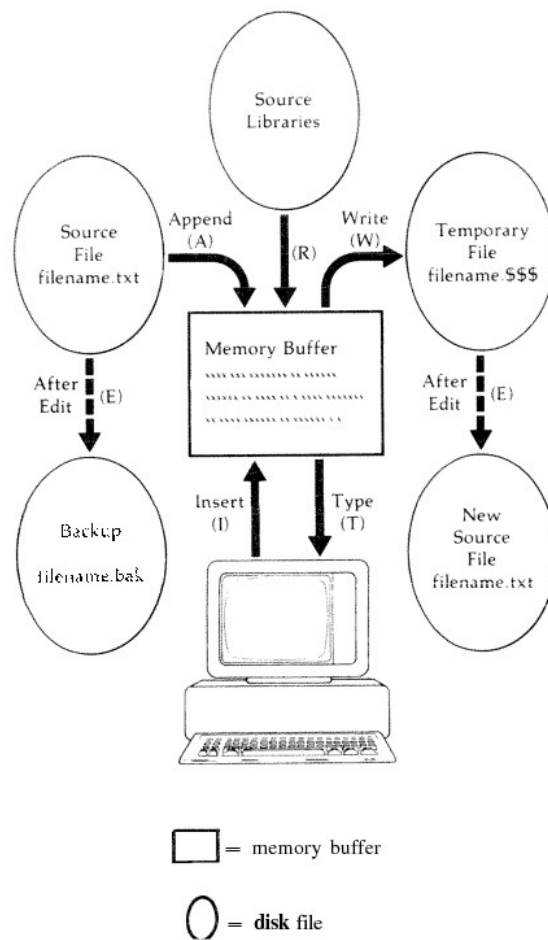 Source
Libraries
Append
(A)
(R)
Write
(W)
Source
File
filename.txt
Temporary
File
filename.$$$
Memory Buffer
After
Edit
(E)
After
Edit
(E)
Backup
filename.bak
Insert
(I)
Type
(T)
New
Source
File
filename.txt
= memory buffer
= disk file